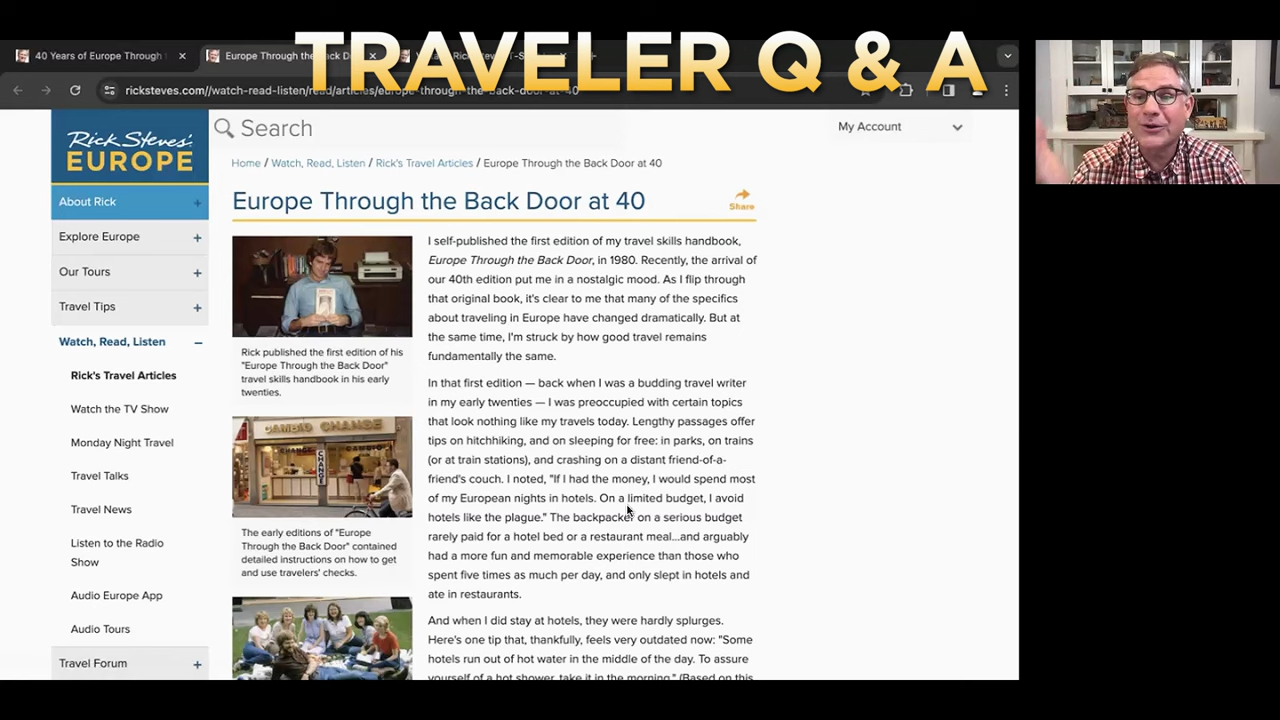 TRAVELER Q & A
40 Years of Europe Through
Europe Through the Back D
ricksteves.com/watch-read-listen/read/articles/europe-through-the-back-door-at-40
Rick Steves'
EUROPE
Search
My Account
Home / Watch, Read, Listen / Rick's Travel Articles / Europe Through the Back Door at 40
About Rick +
Explore Europe +
Our Tours +
Travel Tips +
Watch, Read, Listen –
Rick's Travel Articles
Watch the TV Show
Monday Night Travel
Travel Talks
Travel News
Listen to the Radio
Show
Audio Europe App
Audio Tours
Travel Forum +
Europe Through the Back Door at 40
Share
Rick published the first edition of his
"Europe Through the Back Door"
travel skills handbook in his early
twenties.
CAMBIO CHANGE
CHANGE
The early editions of "Europe
Through the Back Door" contained
detailed instructions on how to get
and use travelers' checks.
I self-published the first edition of my travel skills handbook,
Europe Through the Back Door, in 1980. Recently, the arrival of
our 40th edition put me in a nostalgic mood. As I flip through
that original book, it's clear to me that many of the specifics
about traveling in Europe have changed dramatically. But at
the same time, I'm struck by how good travel remains
fundamentally the same.
In that first edition — back when I was a budding travel writer
in my early twenties — I was preoccupied with certain topics
that look nothing like my travels today. Lengthy passages offer
tips on hitchhiking, and on sleeping for free: in parks, on trains
(or at train stations), and crashing on a distant friend-of-a-
friend's couch. I noted, "If I had the money, I would spend most
of my European nights in hotels. On a limited budget, I avoid
hotels like the plague." The backpacker on a serious budget
rarely paid for a hotel bed or a restaurant meal...and arguably
had a more fun and memorable experience than those who
spent five times as much per day, and only slept in hotels and
ate in restaurants.
And when I did stay at hotels, they were hardly splurges.
Here's one tip that, thankfully, feels very outdated now: "Some
hotels run out of hot water in the middle of the day. To assure
yourself of a hot shower, take it in the morning." (Based on this